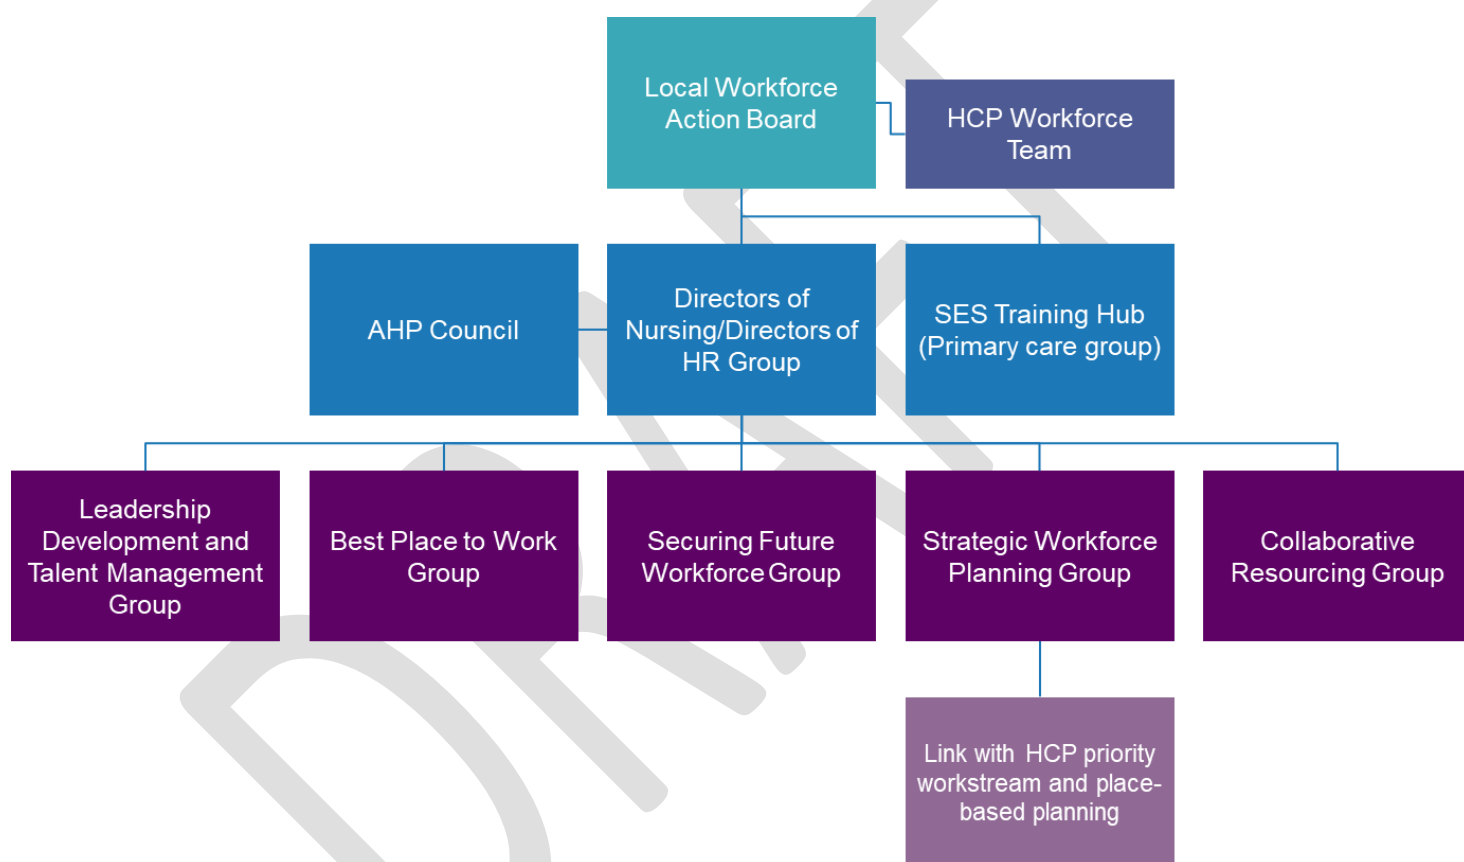 Local Workforce
Action Board
HCP Workforce
Team
AHP Council
Directors of
Nursing/Directors of
HR Group
SES Training Hub
(Primary care group)
Leadership
Development and
Talent Management
Group
Best Place to Work
Group
Securing Future
Workforce Group
Strategic Workforce
Planning Group
Collaborative
Resourcing Group
Link with HCP priority
workstream and place-
based planning
DRAFT